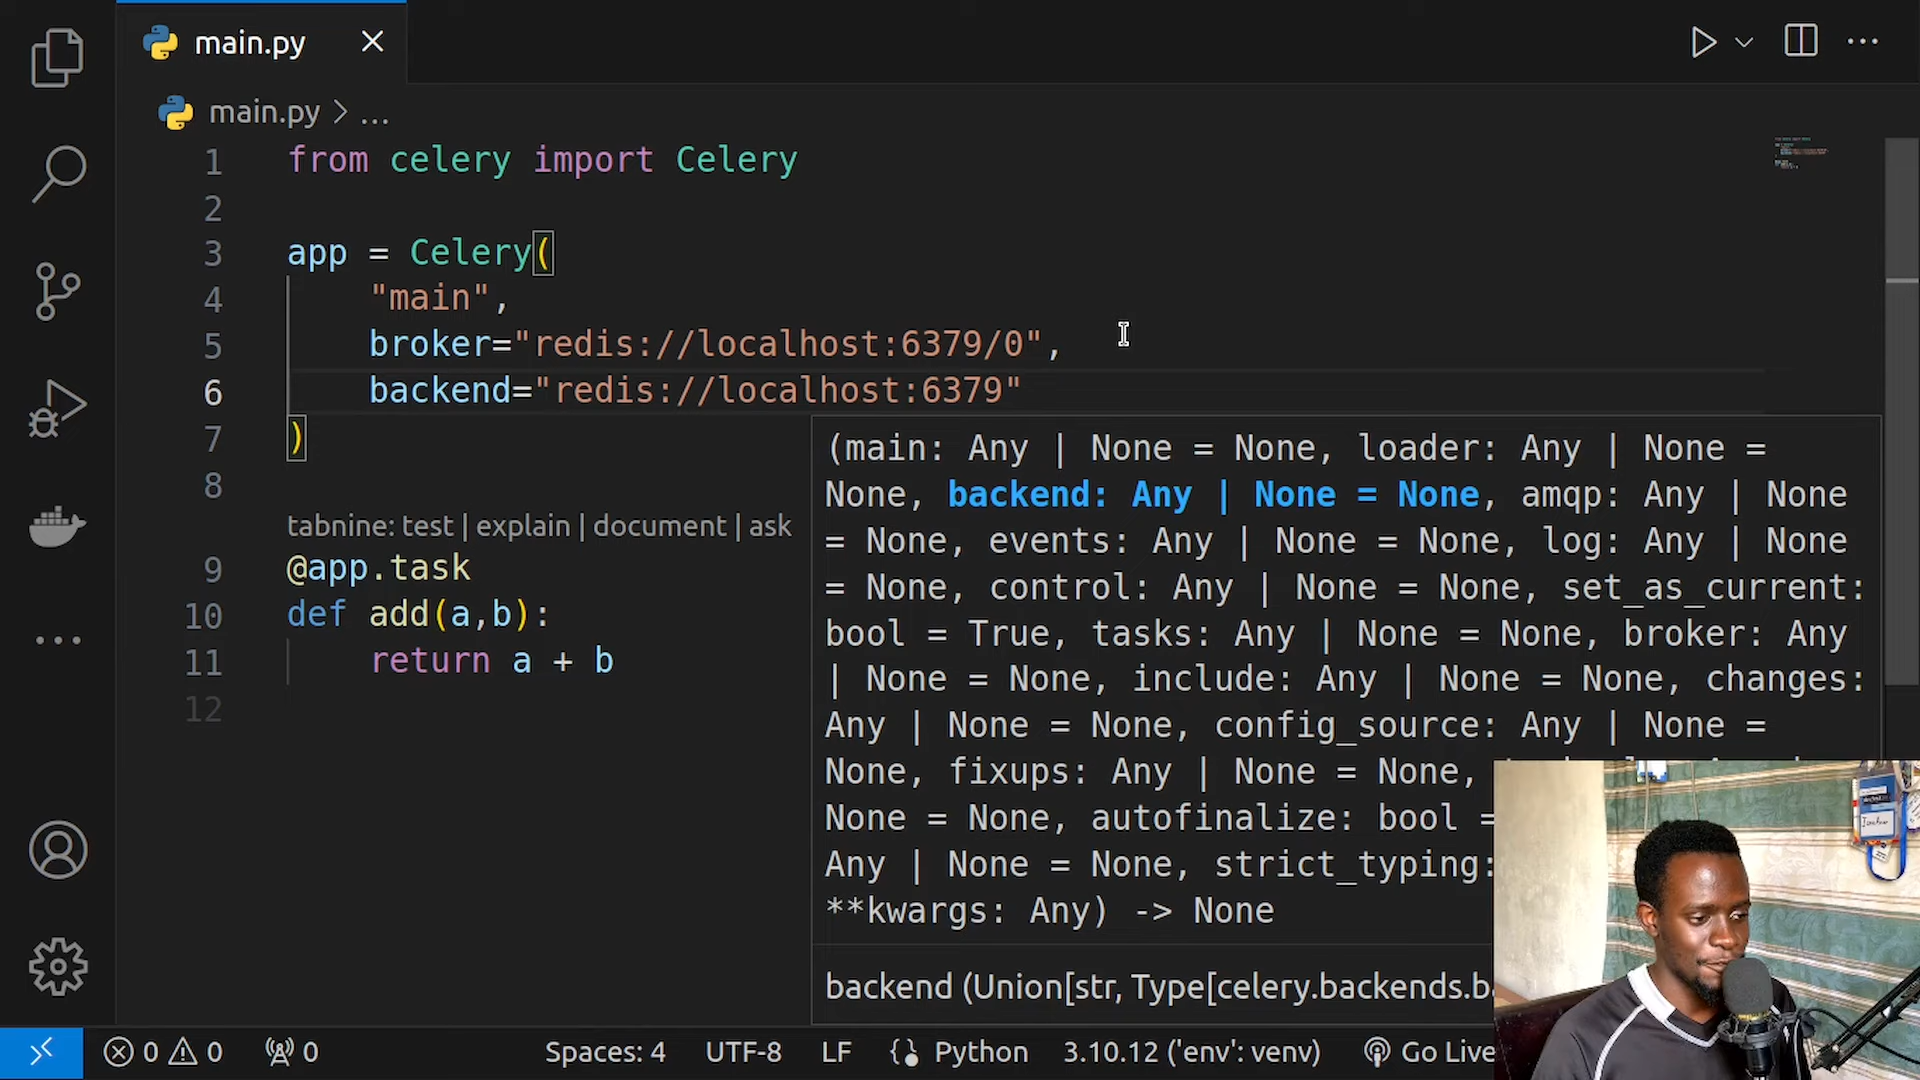 main.py
main.py > ...
1 from celery import Celery
2
3 app = Celery(
4 "main",
5 broker="redis://localhost:6379/0",
6 backend="redis://localhost:6379"
7 )
8
tabnine: test | explain | document | ask
9 @app.task
10 def add(a,b):
11 return a + b
12
(main: Any | None = None, loader: Any | None =
None, backend: Any | None = None, amqp: Any | None
= None, events: Any | None = None, log: Any | None
= None, control: Any | None = None, set_as_current:
bool = True, tasks: Any | None = None, broker: Any
| None = None, include: Any | None = None, changes:
Any | None = None, config_source: Any | None =
None, fixups: Any | None = None,
None = None, autofinalize: bool =
Any | None = None, strict_typing:
**kwargs: Any) -> None
backend (Union[str, Type[celery.backends.b
0 0 0 Spaces: 4 UTF-8 LF Python 3.10.12 ('env': venv) Go Live